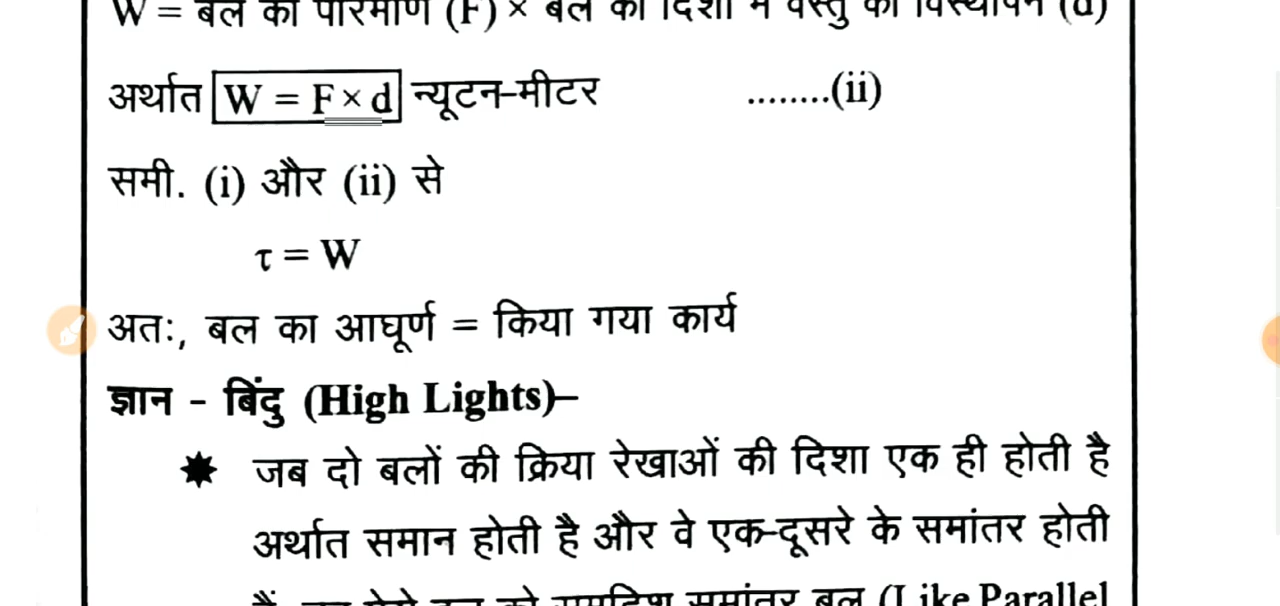 W = बल का परिमाण (F) × बल की दिशा में वस्तु का विस्थापन (d)
अर्थात W = F × d न्यूटन-मीटर ........(ii)
समी. (i) और (ii) से
τ = W
अतः, बल का आघूर्ण = किया गया कार्य
ज्ञान - बिंदु (High Lights)–
✸ जब दो बलों की क्रिया रेखाओं की दिशा एक ही होती है
अर्थात समान होती है और वे एक-दूसरे के समांतर होती
हैं, तब ऐसे बल को समदिश समांतर बल (Like Parallel